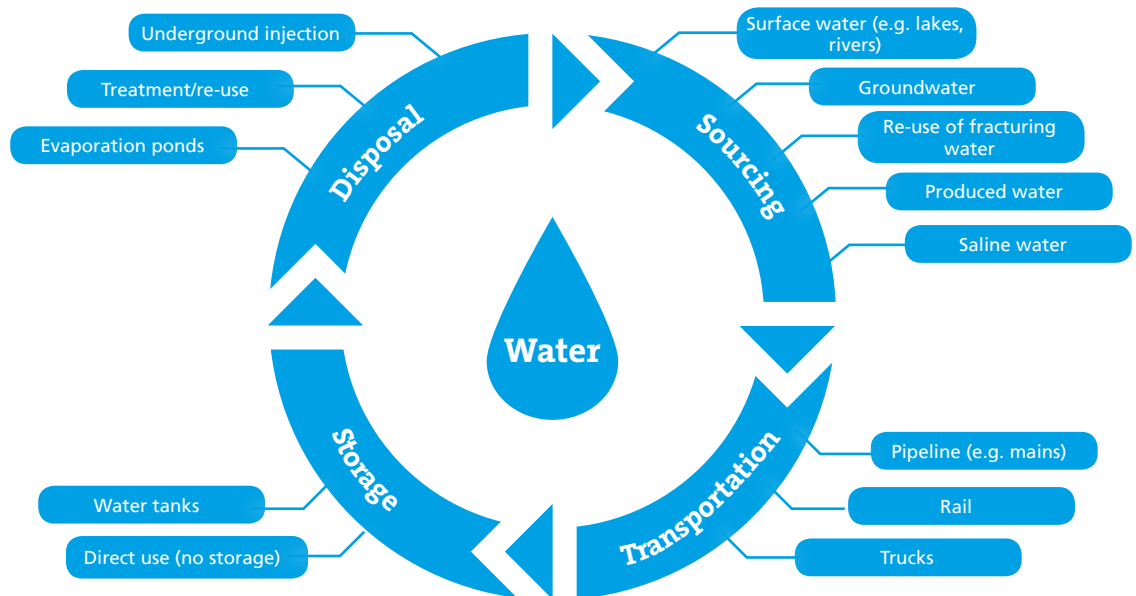 Underground injection
Treatment/re-use
Evaporation ponds
Disposal
Surface water (e.g. lakes,
rivers)
Groundwater
Re-use of fracturing
water
Produced water
Saline water
Sourcing
Water
Pipeline (e.g. mains)
Rail
Trucks
Transportation
Storage
Water tanks
Direct use (no storage)